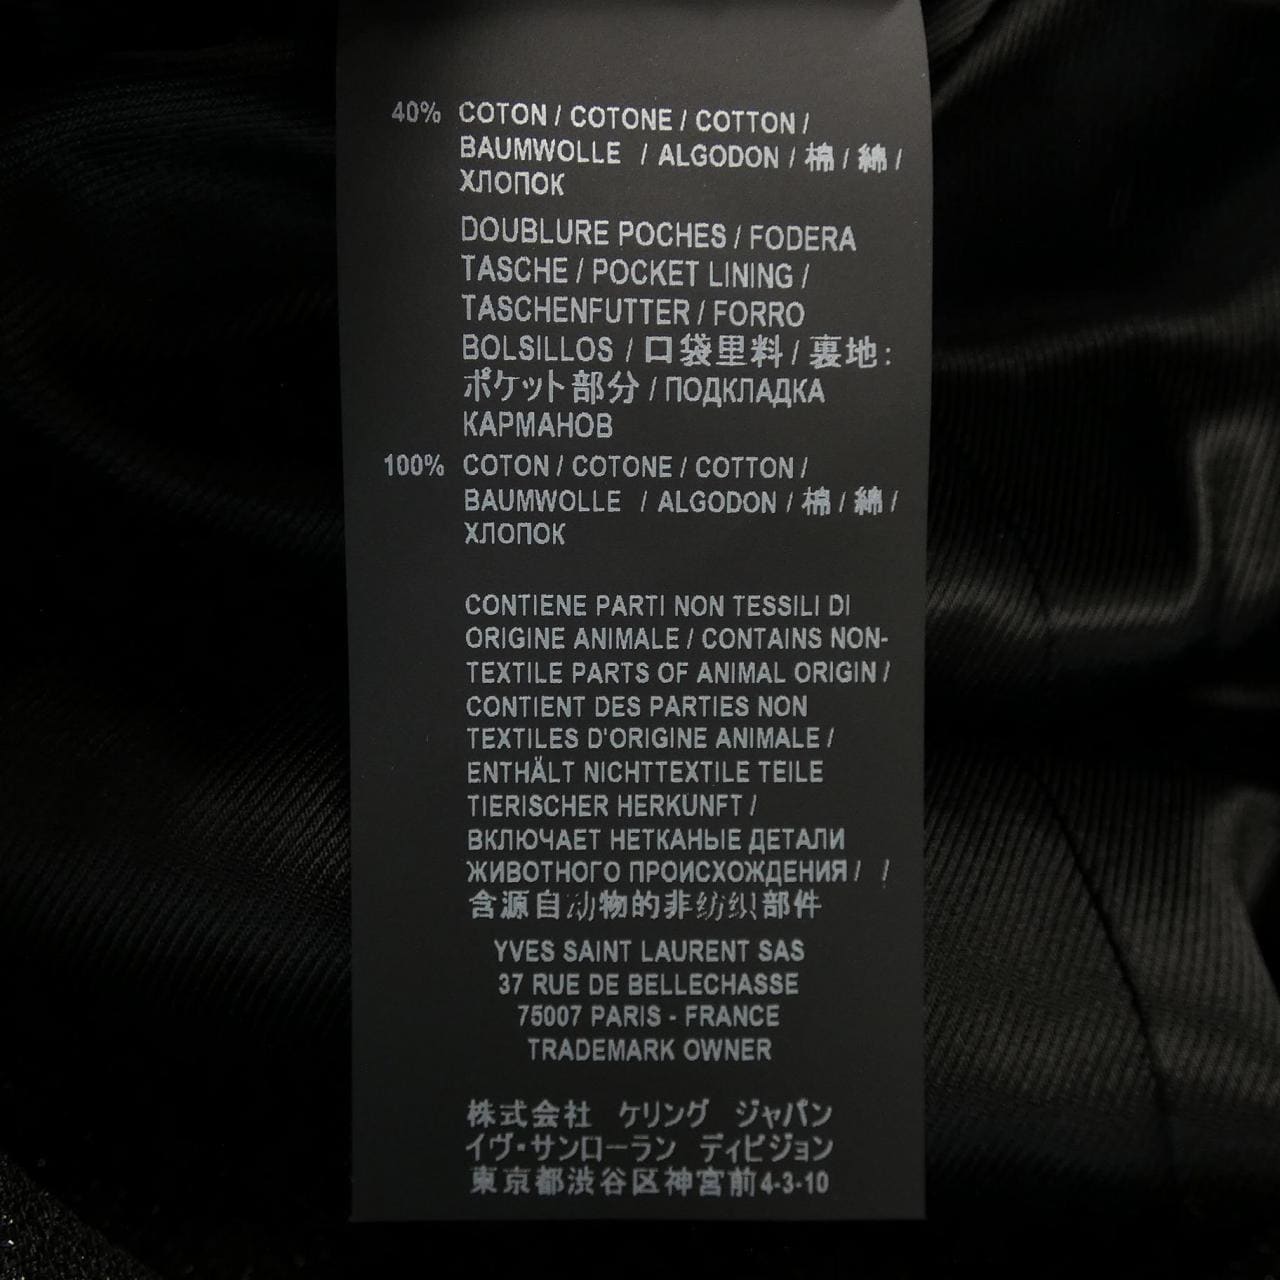 40% COTON / COTONE / COTTON /
BAUMWOLLE / ALGODON / 棉 / 綿 /
ХЛОПОК
DOUBLURE POCHES / FODERA
TASCHE / POCKET LINING /
TASCHENFUTTER / FORRO
BOLSILLOS / 口袋里料 / 裏地:
ポケット部分 / ПОДКЛАДКА
КАРМАНОВ
100% COTON / COTONE / COTTON /
BAUMWOLLE / ALGODON / 棉 / 綿 /
ХЛОПОК
CONTIENE PARTI NON TESSILI DI
ORIGINE ANIMALE / CONTAINS NON-
TEXTILE PARTS OF ANIMAL ORIGIN /
CONTIENT DES PARTIES NON
TEXTILES D'ORIGINE ANIMALE /
ENTHÄLT NICHTTEXTILE TEILE
TIERISCHER HERKUNFT /
ВКЛЮЧАЕТ НЕТКАНЫЕ ДЕТАЛИ
ЖИВОТНОГО ПРОИСХОЖДЕНИЯ / /
含源自动物的非纺织部件
YVES SAINT LAURENT SAS
37 RUE DE BELLECHASSE
75007 PARIS - FRANCE
TRADEMARK OWNER
株式会社 ケリング ジャパン
イヴ・サンローラン ディビジョン
東京都渋谷区神宮前4-3-10